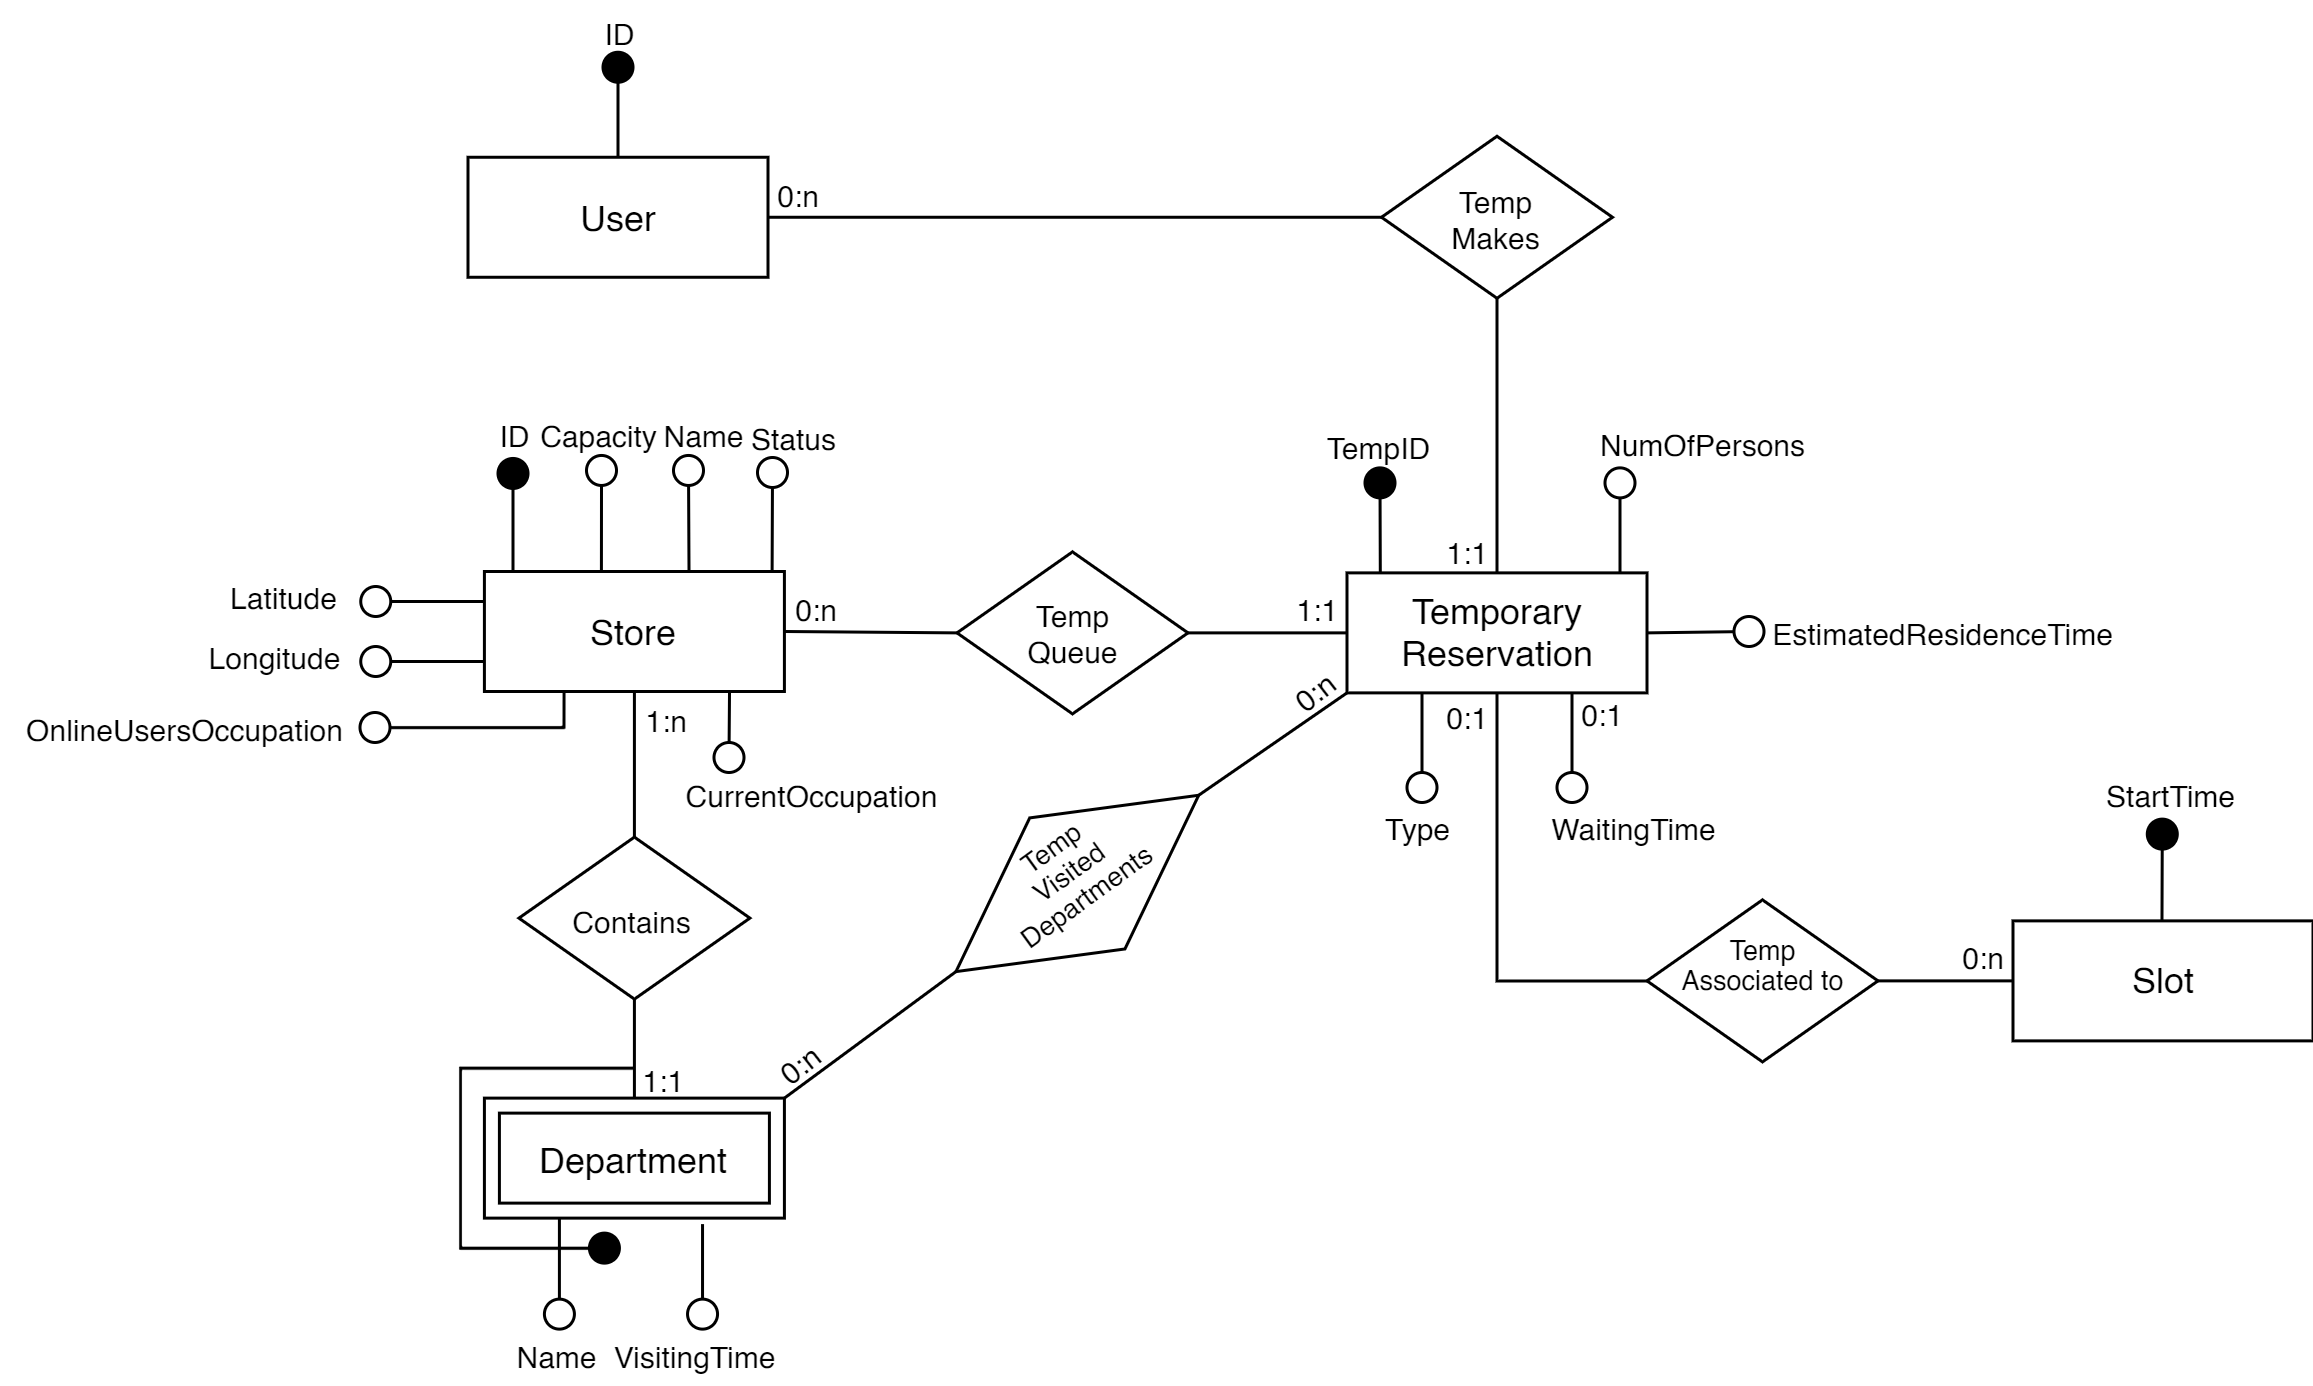 ID
User
0:n
Temp
Makes
ID
Capacity
Name
Status
TempID
NumOfPersons
1:1
Latitude
Longitude
OnlineUsersOccupation
Store
0:n
Temp
Queue
1:1
Temporary
Reservation
EstimatedResidenceTime
1:n
CurrentOccupation
0:n
0:1
0:1
Type
WaitingTime
StartTime
Temp
Visited
Departments
Contains
Temp
Associated to
0:n
Slot
0:n
1:1
Department
Name
VisitingTime